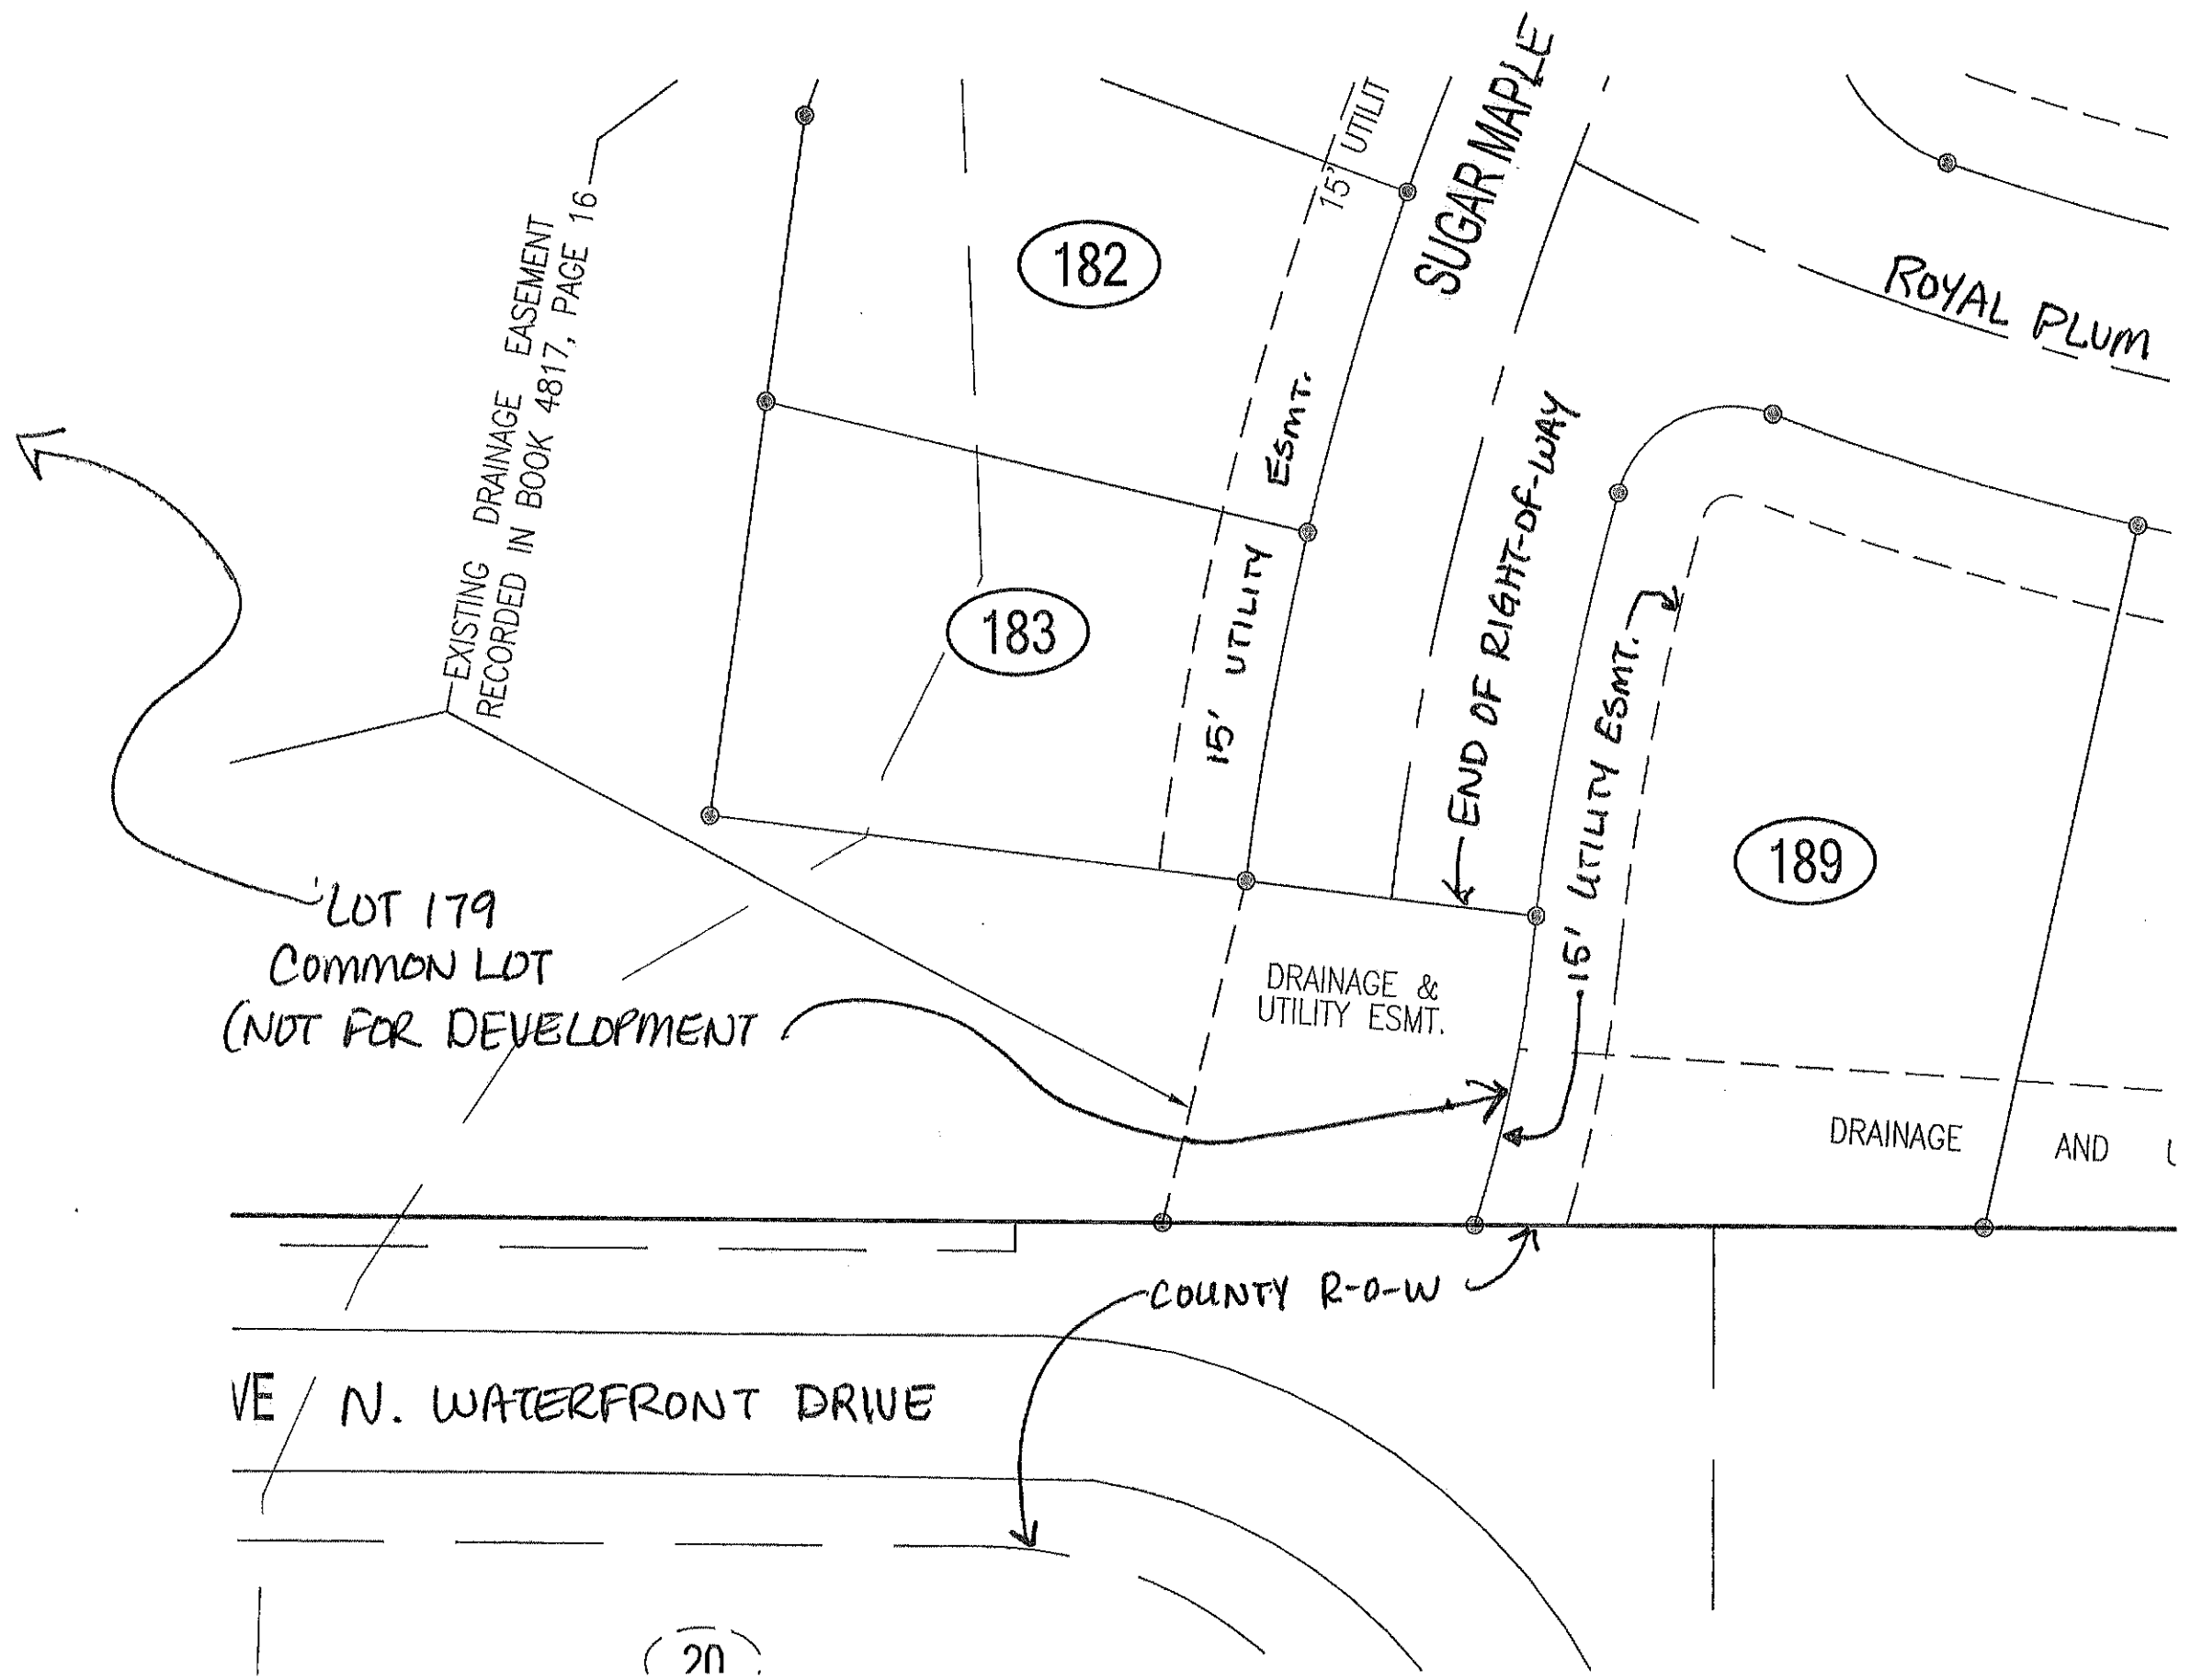 SUGAR MAPLE
15' UTILIT
182
ROYAL PLUM
EXISTING DRAINAGE EASEMENT
RECORDED IN BOOK 4817, PAGE 16
15' UTILITY ESMT.
END OF RIGHT-OF-WAY
183
15' UTILITY ESMT.
189
LOT 179
COMMON LOT
(NOT FOR DEVELOPMENT
DRAINAGE &
UTILITY ESMT.
DRAINAGE AND
COUNTY R-O-W
VE N. WATERFRONT DRIVE
20